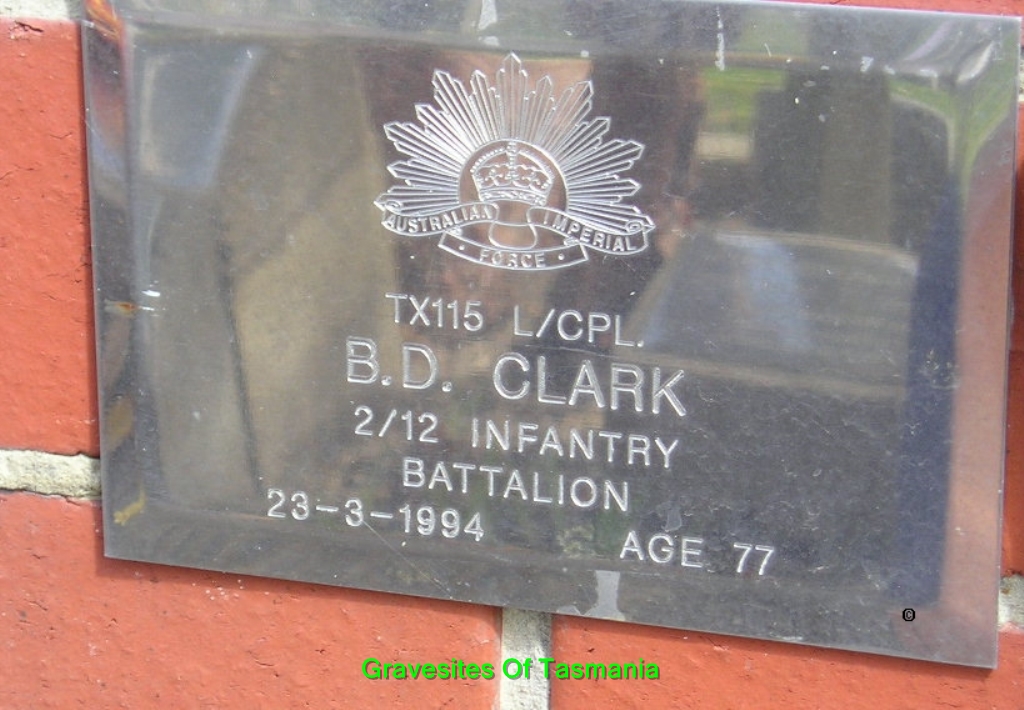 AUSTRALIAN IMPERIAL
FORCE
TX115 L/CPL.
B.D. CLARK
2/12 INFANTRY
BATTALION
23-3-1994 AGE 77
©
Gravesites Of Tasmania